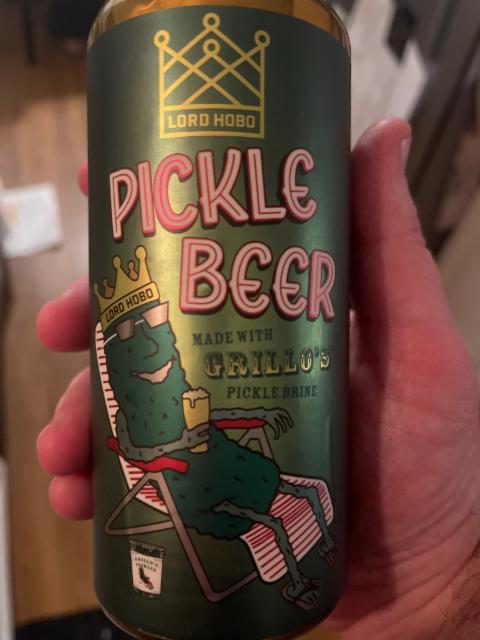 LORD HOBO
PICKLE
BEER
LORD HOBO
MADE WITH
GRILLO'S
PICKLE BRINE
GRILLO'S
PICKLES